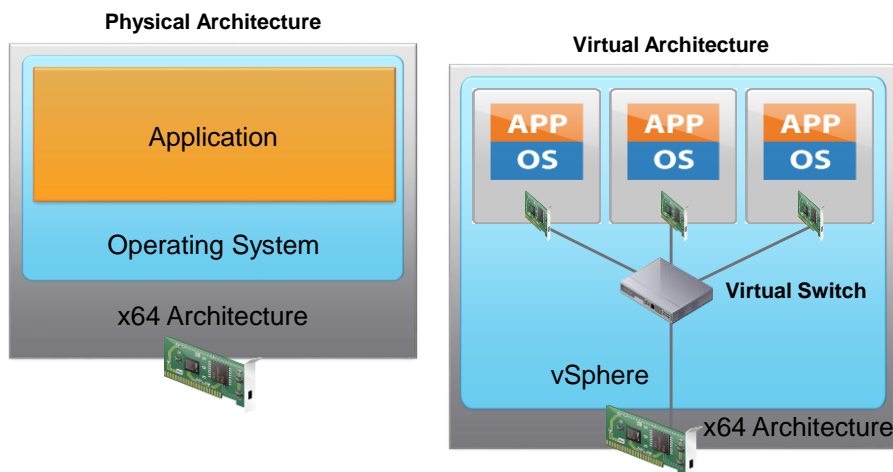 Physical Architecture
Application
Operating System
x64 Architecture
Virtual Architecture
APP
OS
APP
OS
APP
OS
Virtual Switch
vSphere
x64 Architecture